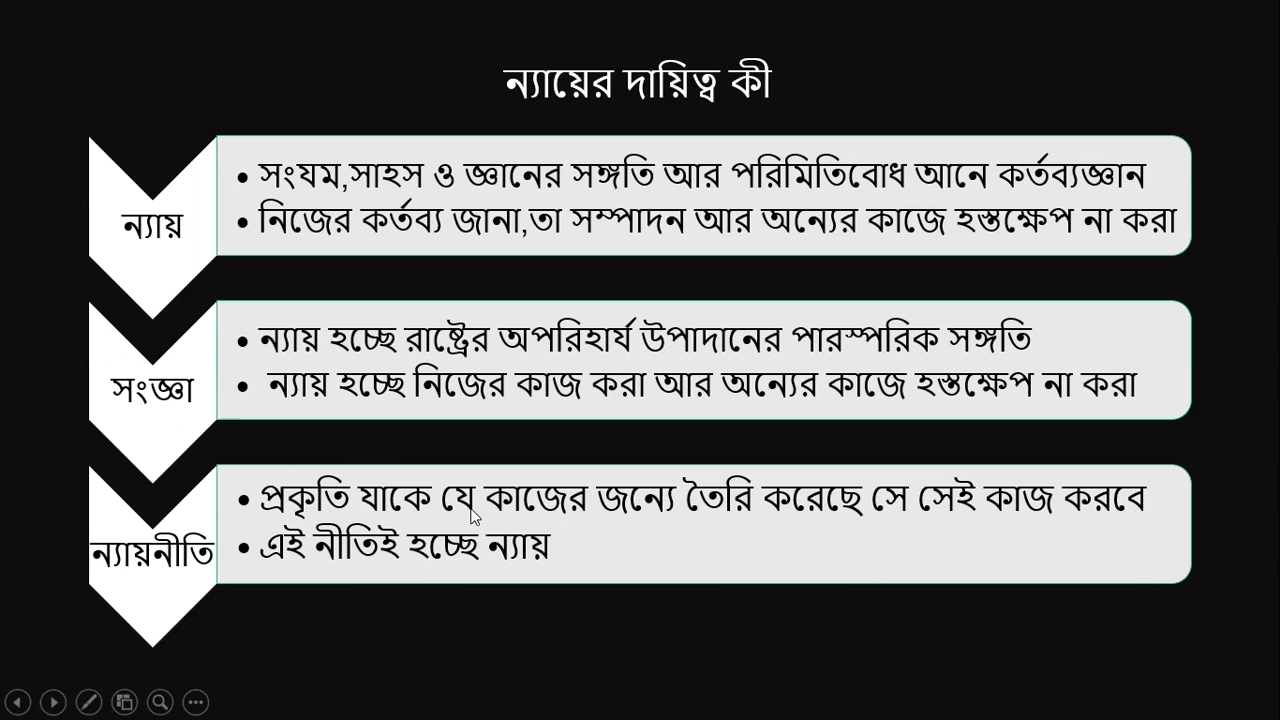 ন্যায়ের দায়িত্ব কী
ন্যায়
• সংযম,সাহস ও জ্ঞানের সঙ্গতি আর পরিমিতিবোধ আনে কর্তব্যজ্ঞান
• নিজের কর্তব্য জানা,তা সম্পাদন আর অন্যের কাজে হস্তক্ষেপ না করা
সংজ্ঞা
• ন্যায় হচ্ছে রাষ্ট্রের অপরিহার্য উপাদানের পারস্পরিক সঙ্গতি
• ন্যায় হচ্ছে নিজের কাজ করা আর অন্যের কাজে হস্তক্ষেপ না করা
ন্যায়নীতি
• প্রকৃতি যাকে যে কাজের জন্যে তৈরি করেছে সে সেই কাজ করবে
• এই নীতিই হচ্ছে ন্যায়